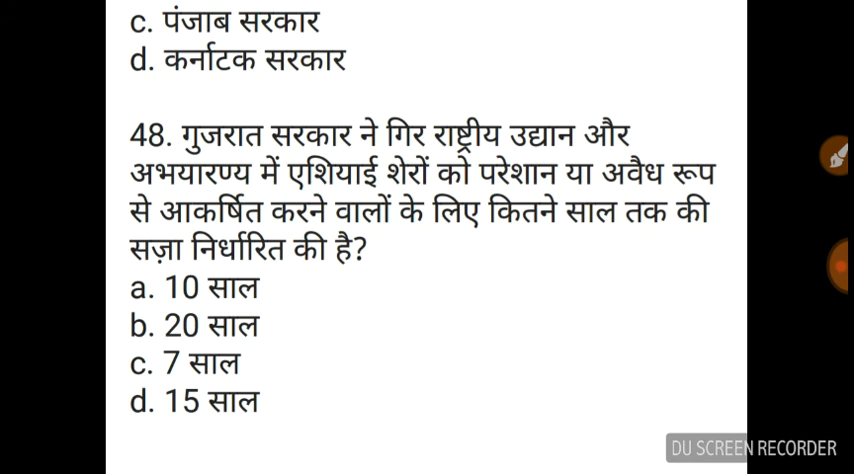 c. पंजाब सरकार
d. कर्नाटक सरकार
48. गुजरात सरकार ने गिर राष्ट्रीय उद्यान और
अभयारण्य में एशियाई शेरों को परेशान या अवैध रूप
से आकर्षित करने वालों के लिए कितने साल तक की
सज़ा निर्धारित की है?
a. 10 साल
b. 20 साल
c. 7 साल
d. 15 साल
DU SCREEN RECORDER